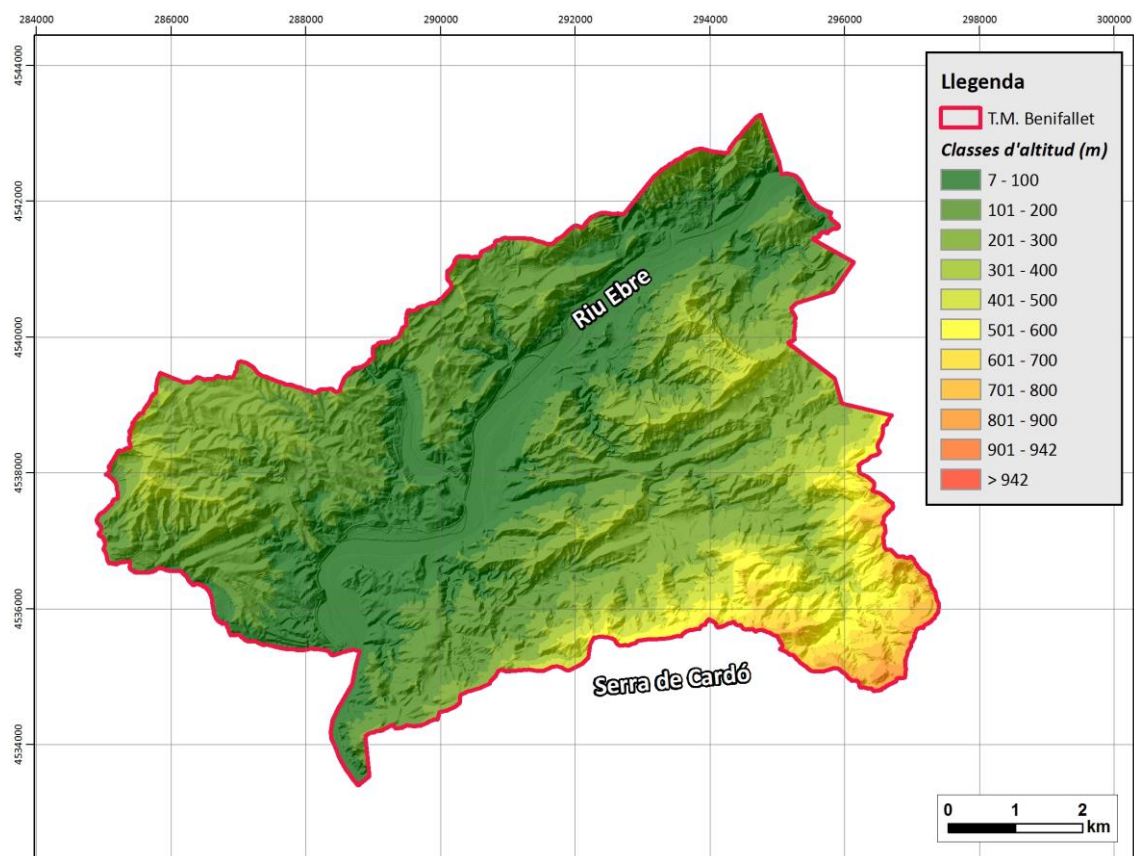 284000
286000
288000
290000
292000
294000
296000
298000
300000
4544000
4542000
4540000
4538000
4536000
4534000
Llegenda
T.M. Benifallet
Classes d'altitud (m)
7 - 100
101 - 200
201 - 300
301 - 400
401 - 500
501 - 600
601 - 700
701 - 800
801 - 900
901 - 942
> 942
Riu Ebre
Serra de Cardó
0 1 2
km